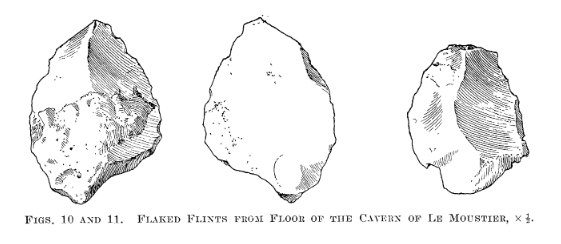 FIGS. 10 AND 11. FLAKED FLINTS FROM FLOOR OF THE CAVERN OF LE MOUSTIER, × ½.